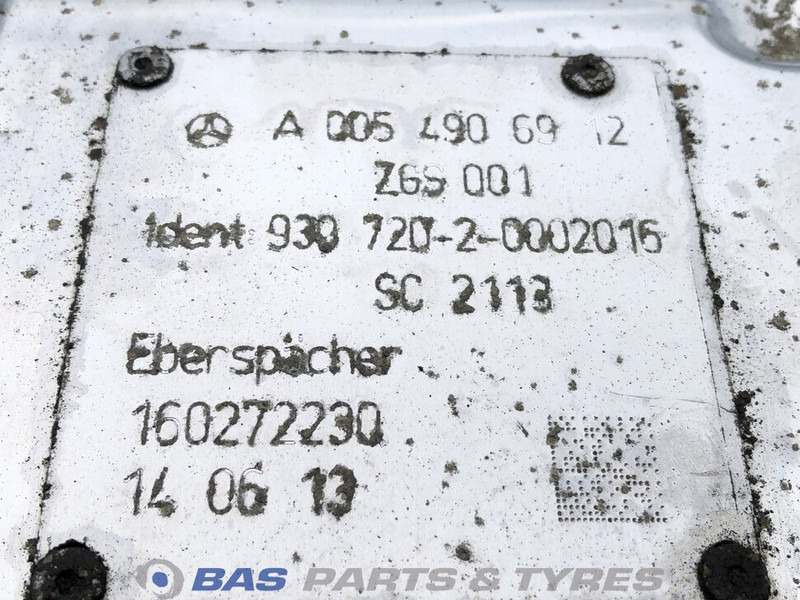 A 005 490 69 12
ZGS 001
Ident 930 720-2-0002016
SC 2113
Eberspächer
160272230
14 06 13
BAS PARTS & TYRES